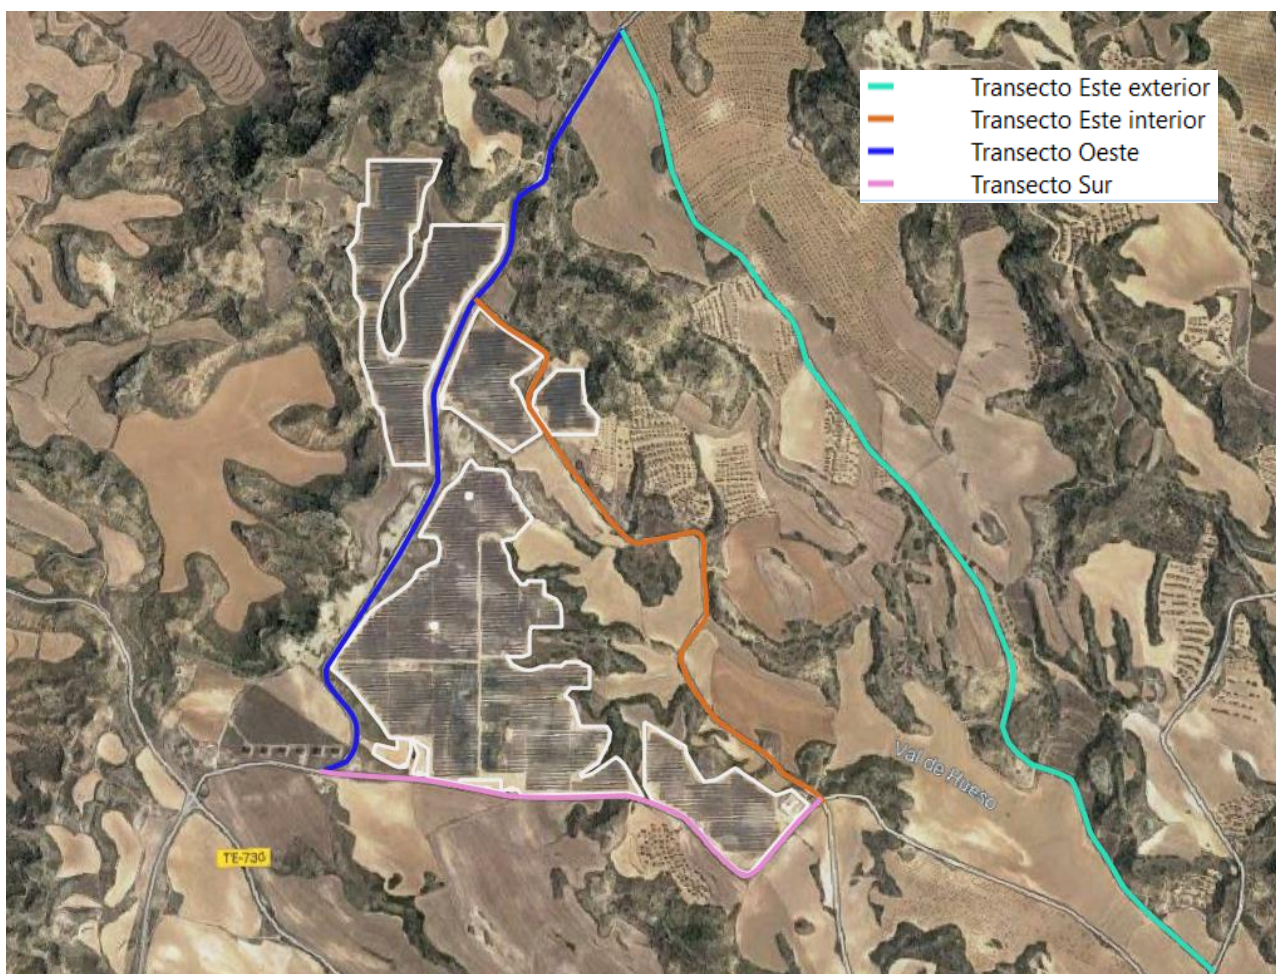 Transecto Este exterior
Transecto Este interior
Transecto Oeste
Transecto Sur
Val de Hueso
TE-730